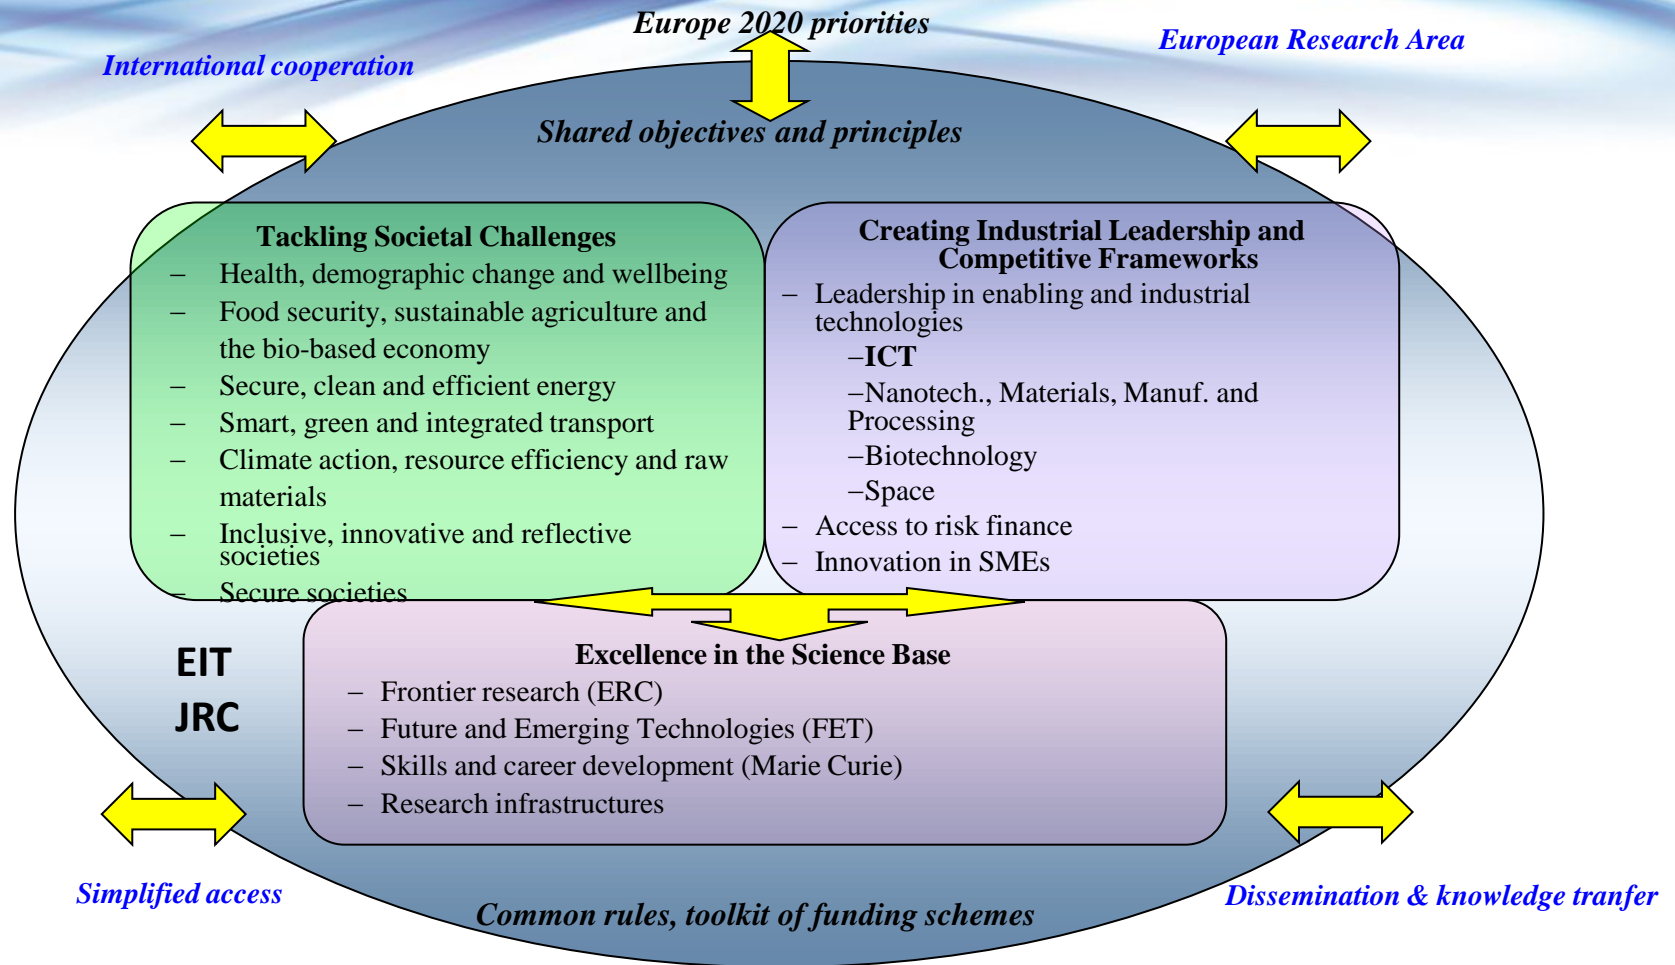 Europe 2020 priorities
European Research Area
International cooperation
Shared objectives and principles
Tackling Societal Challenges
– Health, demographic change and wellbeing
– Food security, sustainable agriculture and
the bio-based economy
– Secure, clean and efficient energy
– Smart, green and integrated transport
– Climate action, resource efficiency and raw
materials
– Inclusive, innovative and reflective
societies
– Secure societies
Creating Industrial Leadership and
Competitive Frameworks
– Leadership in enabling and industrial
technologies
–ICT
–Nanotech., Materials, Manuf. and
Processing
–Biotechnology
–Space
– Access to risk finance
– Innovation in SMEs
EIT
JRC
Excellence in the Science Base
– Frontier research (ERC)
– Future and Emerging Technologies (FET)
– Skills and career development (Marie Curie)
– Research infrastructures
Simplified access
Dissemination & knowledge tranfer
Common rules, toolkit of funding schemes